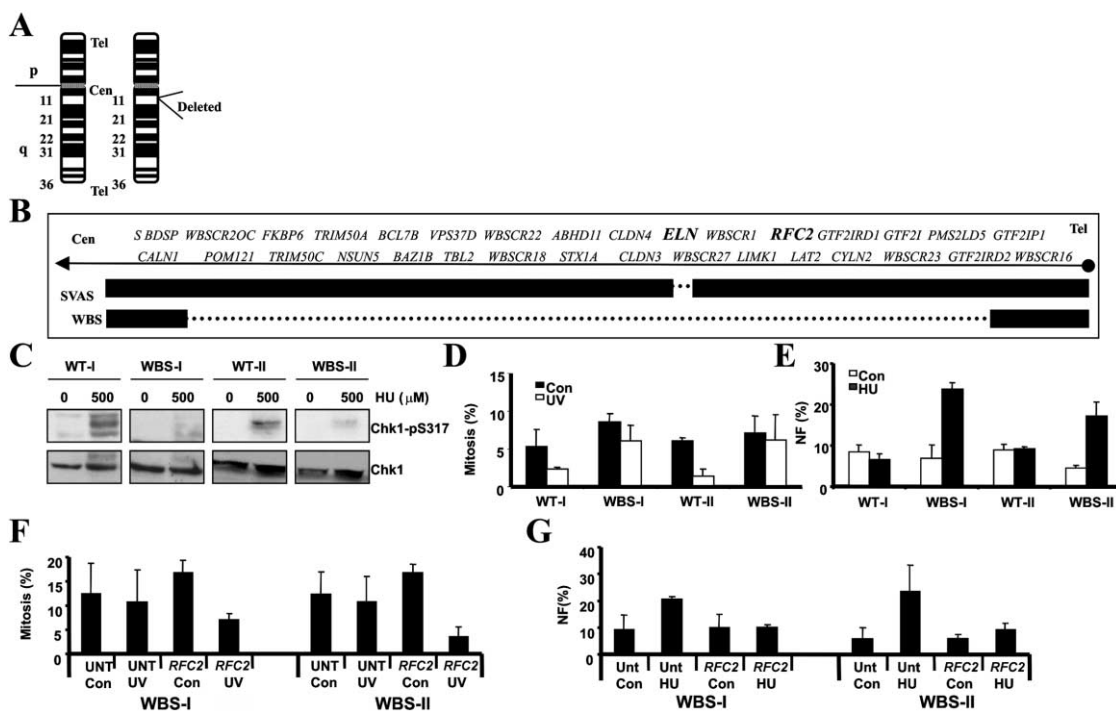 A
Tel
p
Cen
11 11
Deleted
21 21
22 22
q 31 31
36 36
Tel
B
Cen S BDSP WBSCR2OC FKBP6 TRIM50A BCL7B VPS37D WBSCR22 ABHD11 CLDN4 ELN WBSCR1 RFC2 GTF2IRD1 GTF2I PMS2LD5 GTF2IP1 Tel
CALN1 POM121 TRIM50C NSUN5 BAZ1B TBL2 WBSCR18 STX1A CLDN3 WBSCR27 LIMK1 LAT2 CYLN2 WBSCR23 GTF2IRD2 WBSCR16
SVAS
WBS
C
WT-I WBS-I WT-II WBS-II
0 500 0 500 0 500 0 500 HU (μM)
Chk1-pS317
Chk1
D
15
10
5
0
Mitosis (%)
Con
UV
WT-I WBS-I WT-II WBS-II
E
30
20
10
0
NF (%)
Con
HU
WT-I WBS-I WT-II WBS-II
F
20
15
10
5
0
Mitosis (%)
UNT UNT RFC2 RFC2 UNT UNT RFC2 RFC2
Con UV Con UV Con UV Con UV
WBS-I WBS-II
G
40
30
20
10
0
NF(%)
Unt Unt RFC2 RFC2 Unt Unt RFC2 RFC2
Con HU Con HU Con HU Con HU
WBS-I WBS-II